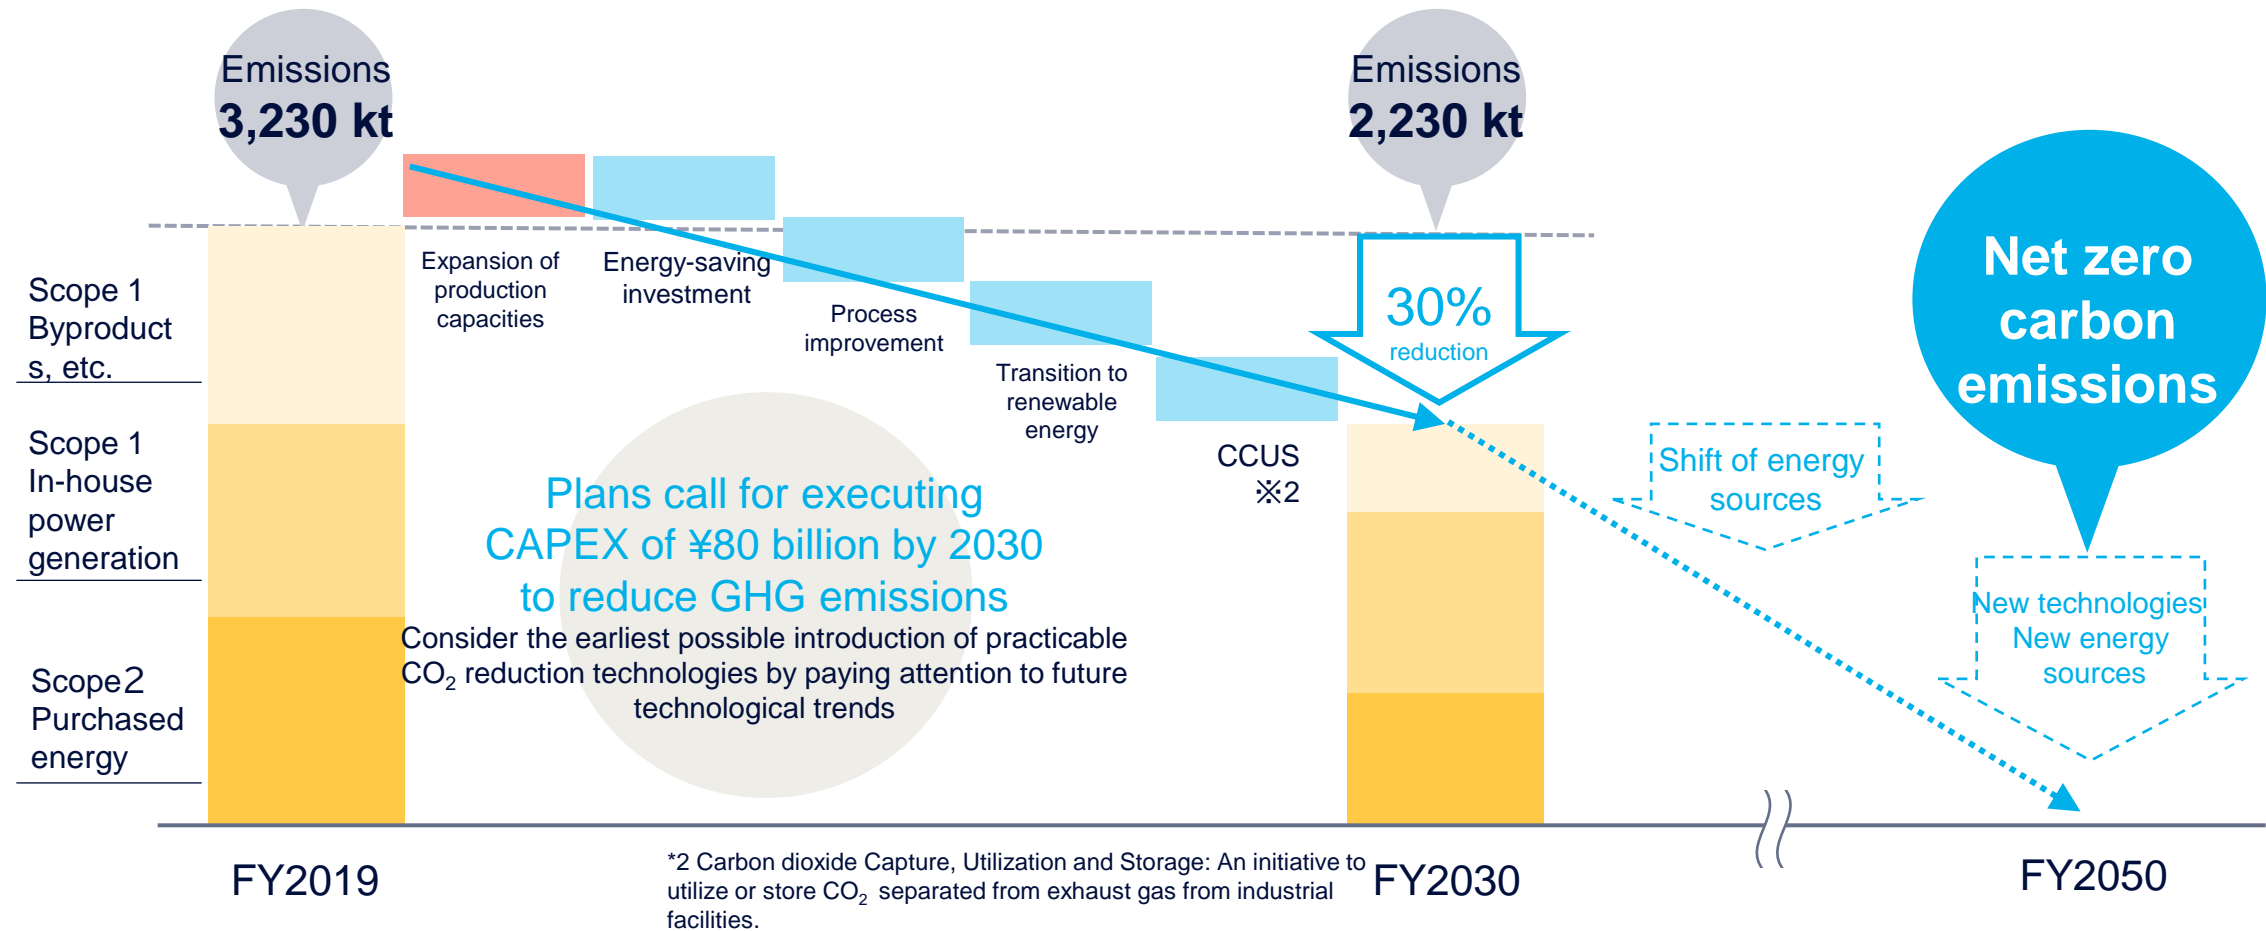 Emissions
3,230 kt
Emissions
2,230 kt
Net zero
carbon
emissions
Scope 1
Byproduct
s, etc.
Scope 1
In-house
power
generation
Scope2
Purchased
energy
Expansion of
production
capacities
Energy-saving
investment
Process
improvement
Transition to
renewable
energy
CCUS
※2
30%
reduction
Shift of energy
sources
New technologies
New energy
sources
Plans call for executing
CAPEX of ¥80 billion by 2030
to reduce GHG emissions
Consider the earliest possible introduction of practicable
CO₂ reduction technologies by paying attention to future
technological trends
FY2019
FY2030
FY2050
*2 Carbon dioxide Capture, Utilization and Storage: An initiative to
utilize or store CO₂ separated from exhaust gas from industrial
facilities.